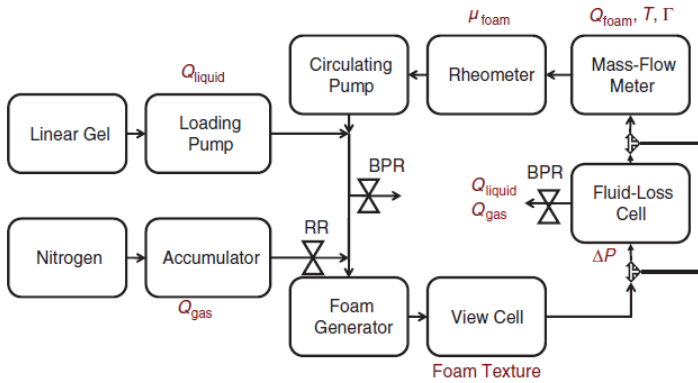 μfoam
Qfoam, T, Γ
Qliquid
Circulating
Pump
Rheometer
Mass-Flow
Meter
Linear Gel
Loading
Pump
BPR
Qliquid
Qgas
BPR
Fluid-Loss
Cell
Nitrogen
Accumulator
RR
ΔP
Qgas
Foam
Generator
View Cell
Foam Texture